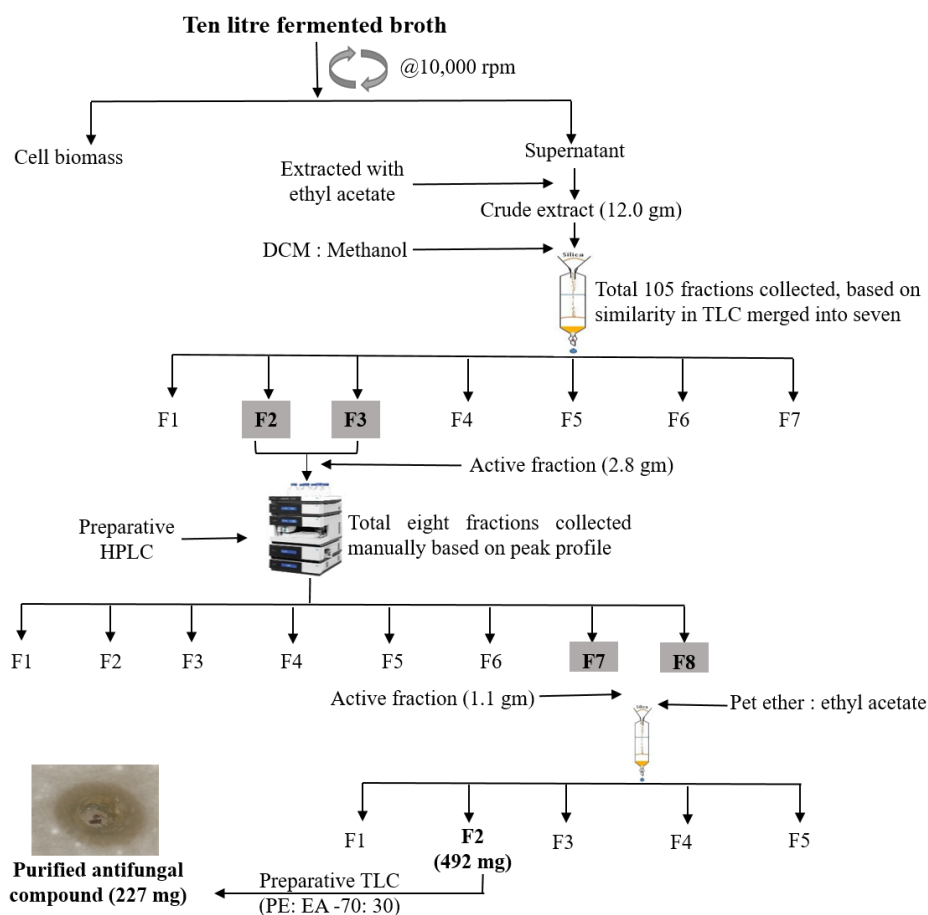 Ten litre fermented broth
@10,000 rpm
Cell biomass
Supernatant
Extracted with
ethyl acetate
Crude extract (12.0 gm)
DCM : Methanol
Silica
Total 105 fractions collected, based on
similarity in TLC merged into seven
F1 F2 F3 F4 F5 F6 F7
Active fraction (2.8 gm)
Preparative
HPLC
Total eight fractions collected
manually based on peak profile
F1 F2 F3 F4 F5 F6 F7 F8
Active fraction (1.1 gm)
Pet ether : ethyl acetate
Silica
F1 F2 F3 F4 F5
(492 mg)
Purified antifungal
compound (227 mg)
Preparative TLC
(PE: EA -70: 30)